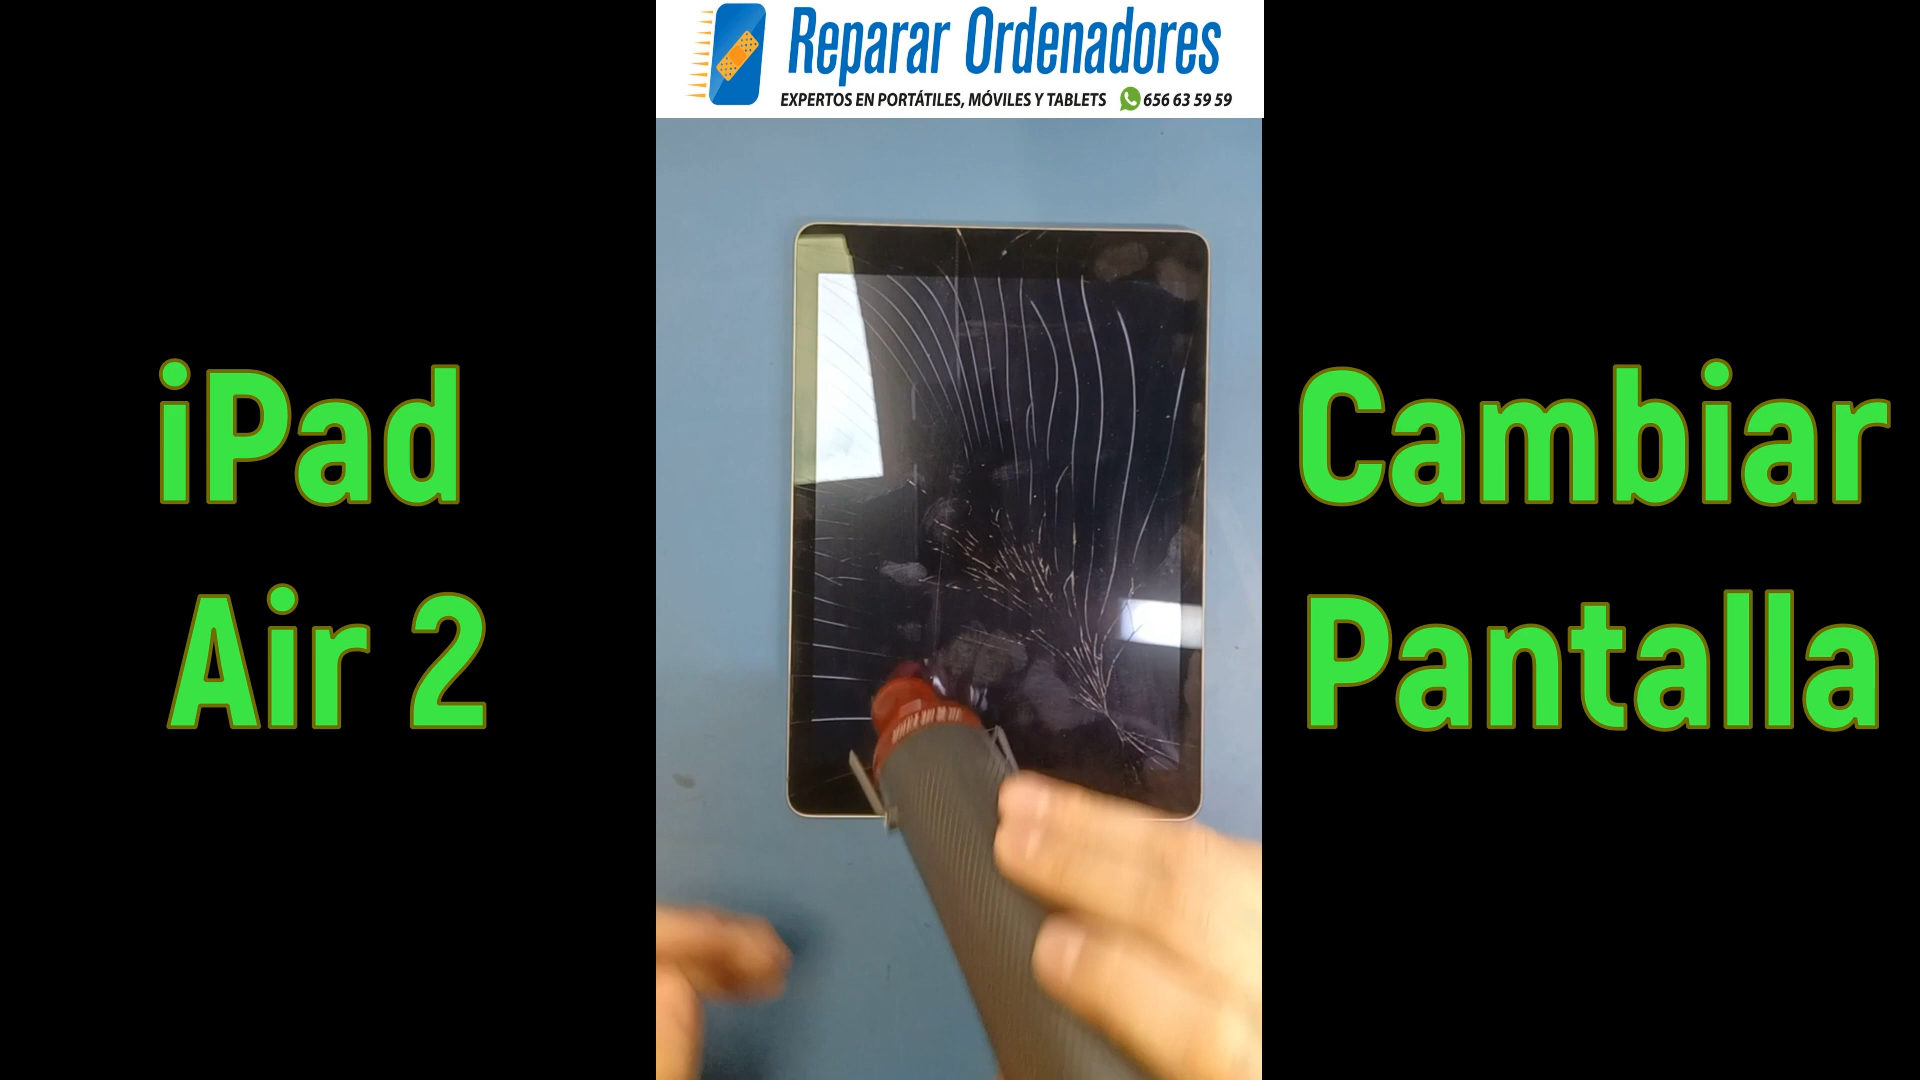 Reparar Ordenadores
EXPERTOS EN PORTÁTILES, MÓVILES Y TABLETS 656 63 59 59
iPad
Air 2
Cambiar
Pantalla